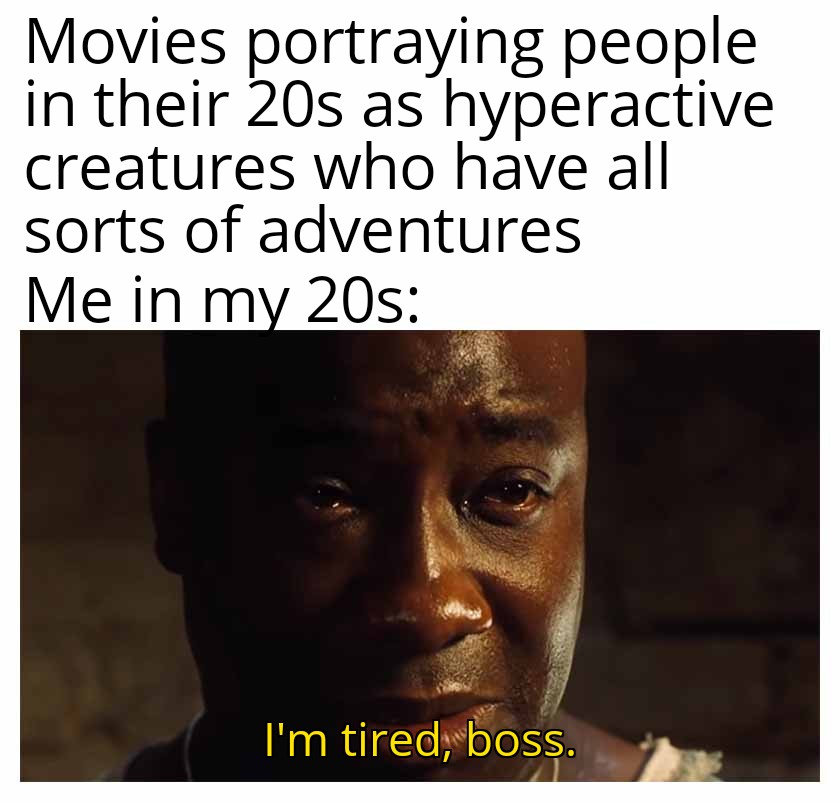 Movies portraying people
in their 20s as hyperactive
creatures who have all
sorts of adventures
Me in my 20s:
I'm tired, boss.